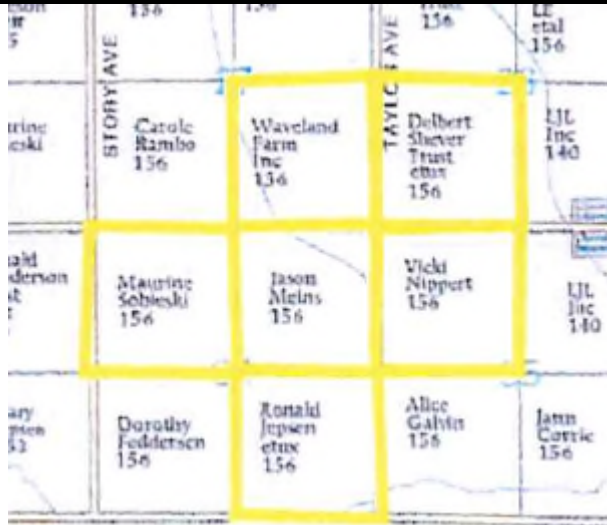 156
156
156
etal
156
STORY AVE
TAYLOR AVE
Carole
Rambo
156
Waveland
Farm
Inc
156
Delbert
Shever
Trust
etux
156
LJL
Inc
140
Maurine
Sobieski
156
Jason
Meins
156
Vicki
Nippert
156
LJL
Inc
140
Dorothy
Feddersen
156
Ronald
Jepsen
etux
156
Alice
Galvin
156
Jann
Corrie
156